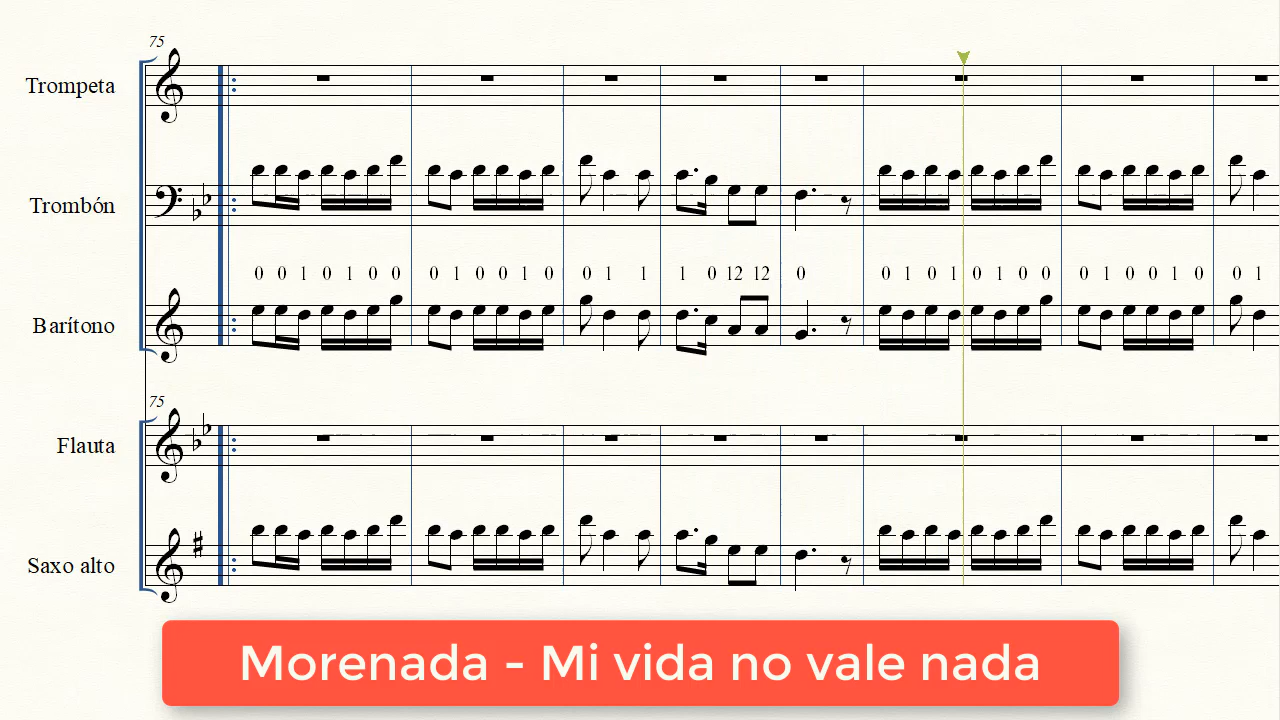 75
Trompeta
Trombón
0 0 1 0 1 0 0 0 1 0 0 1 0 0 1 1 1 0 12 12 0 0 1 0 1 0 1 0 0 0 1 0 0 1 0 0 1
Barítono
75
Flauta
Saxo alto
Morenada - Mi vida no vale nada